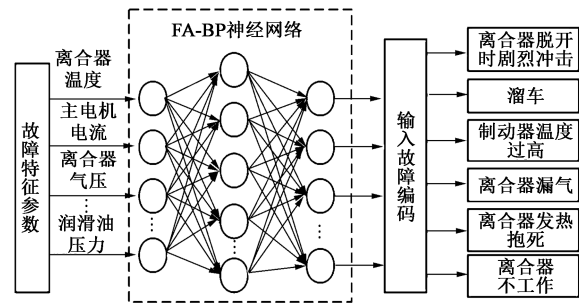 FA-BP神经网络
故障特征参数
离合器
温度
主电机
电流
离合器
气压
润滑油
压力
输入故障编码
离合器脱开
时剧烈冲击
溜车
制动器温度
过高
离合器漏气
离合器发热
抱死
离合器
不工作